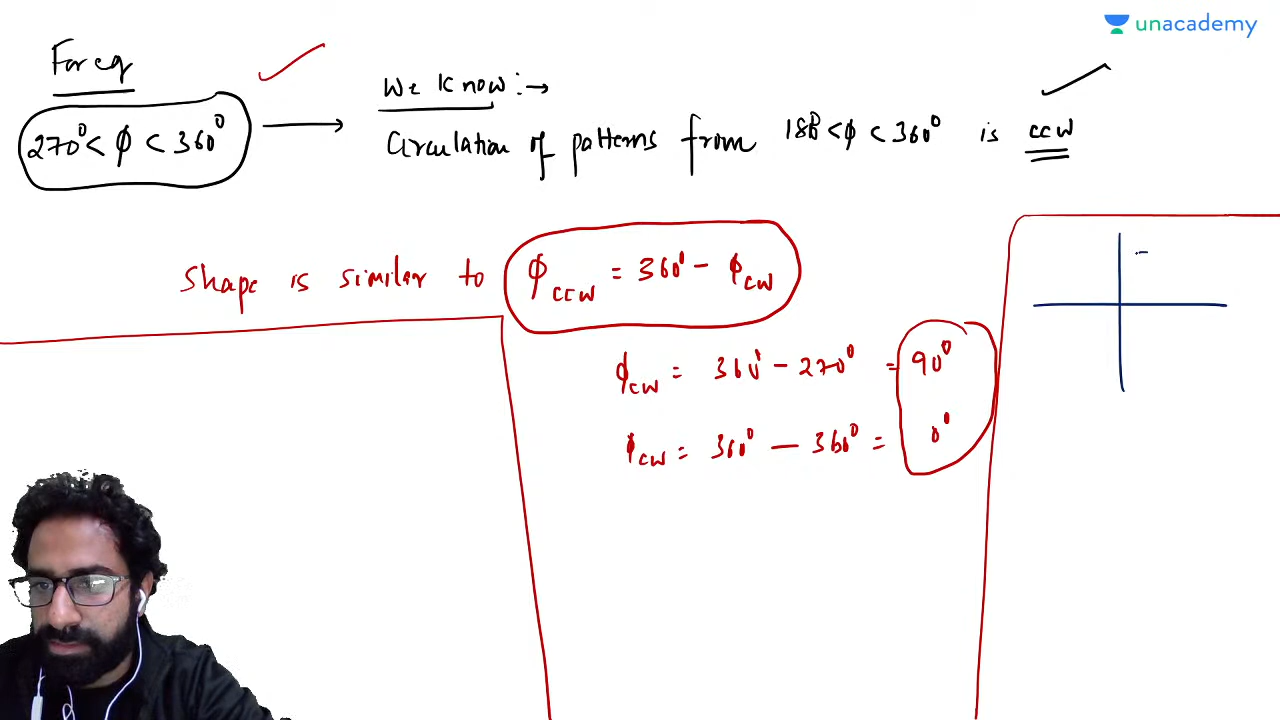 unacademy
For eg
270° < φ < 360°
We know :→
Circulation of patterns from 180° < φ < 360° is ccw
Shape is similar to φccw = 360° - φcw
φcw = 360° - 270° = 90°
φcw = 360° - 360° = 0°